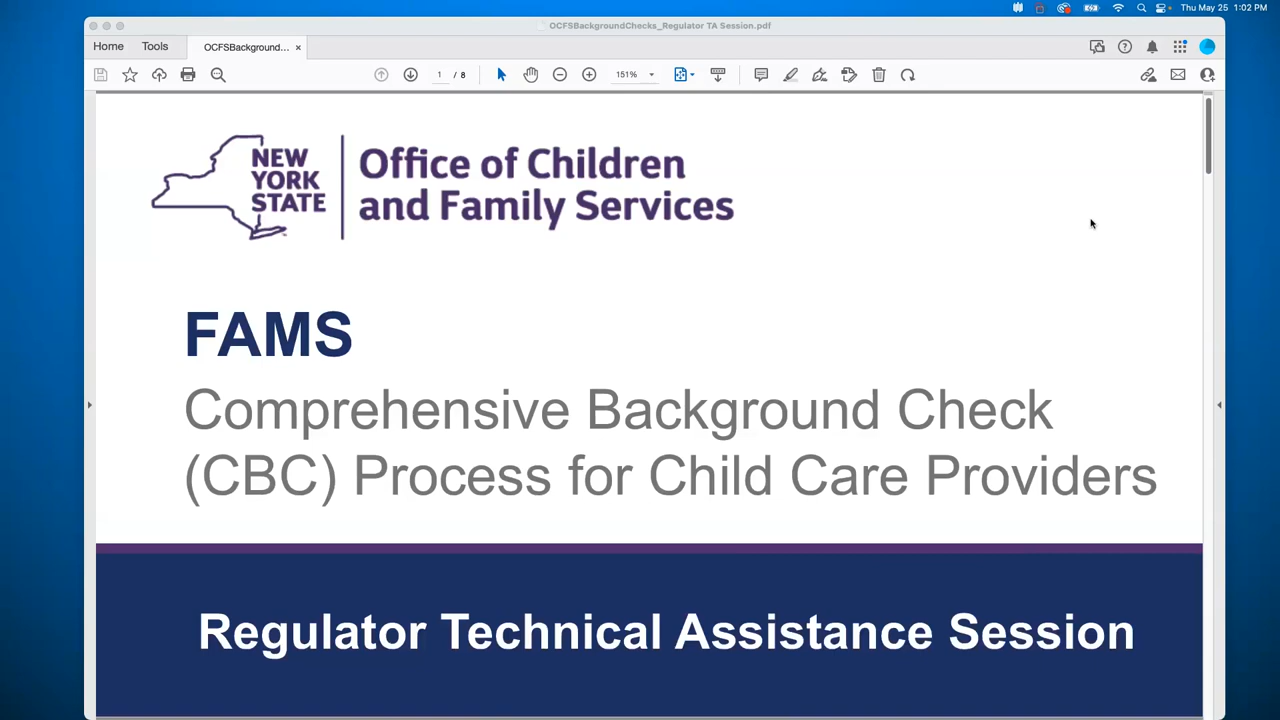 Thu May 25 1:02 PM
OCFSBackgroundChecks_Regulator TA Session.pdf
Home Tools OCFSBackground... ×
1 / 8 151%
NEW
YORK
STATE
Office of Children
and Family Services
FAMS
Comprehensive Background Check
(CBC) Process for Child Care Providers
Regulator Technical Assistance Session